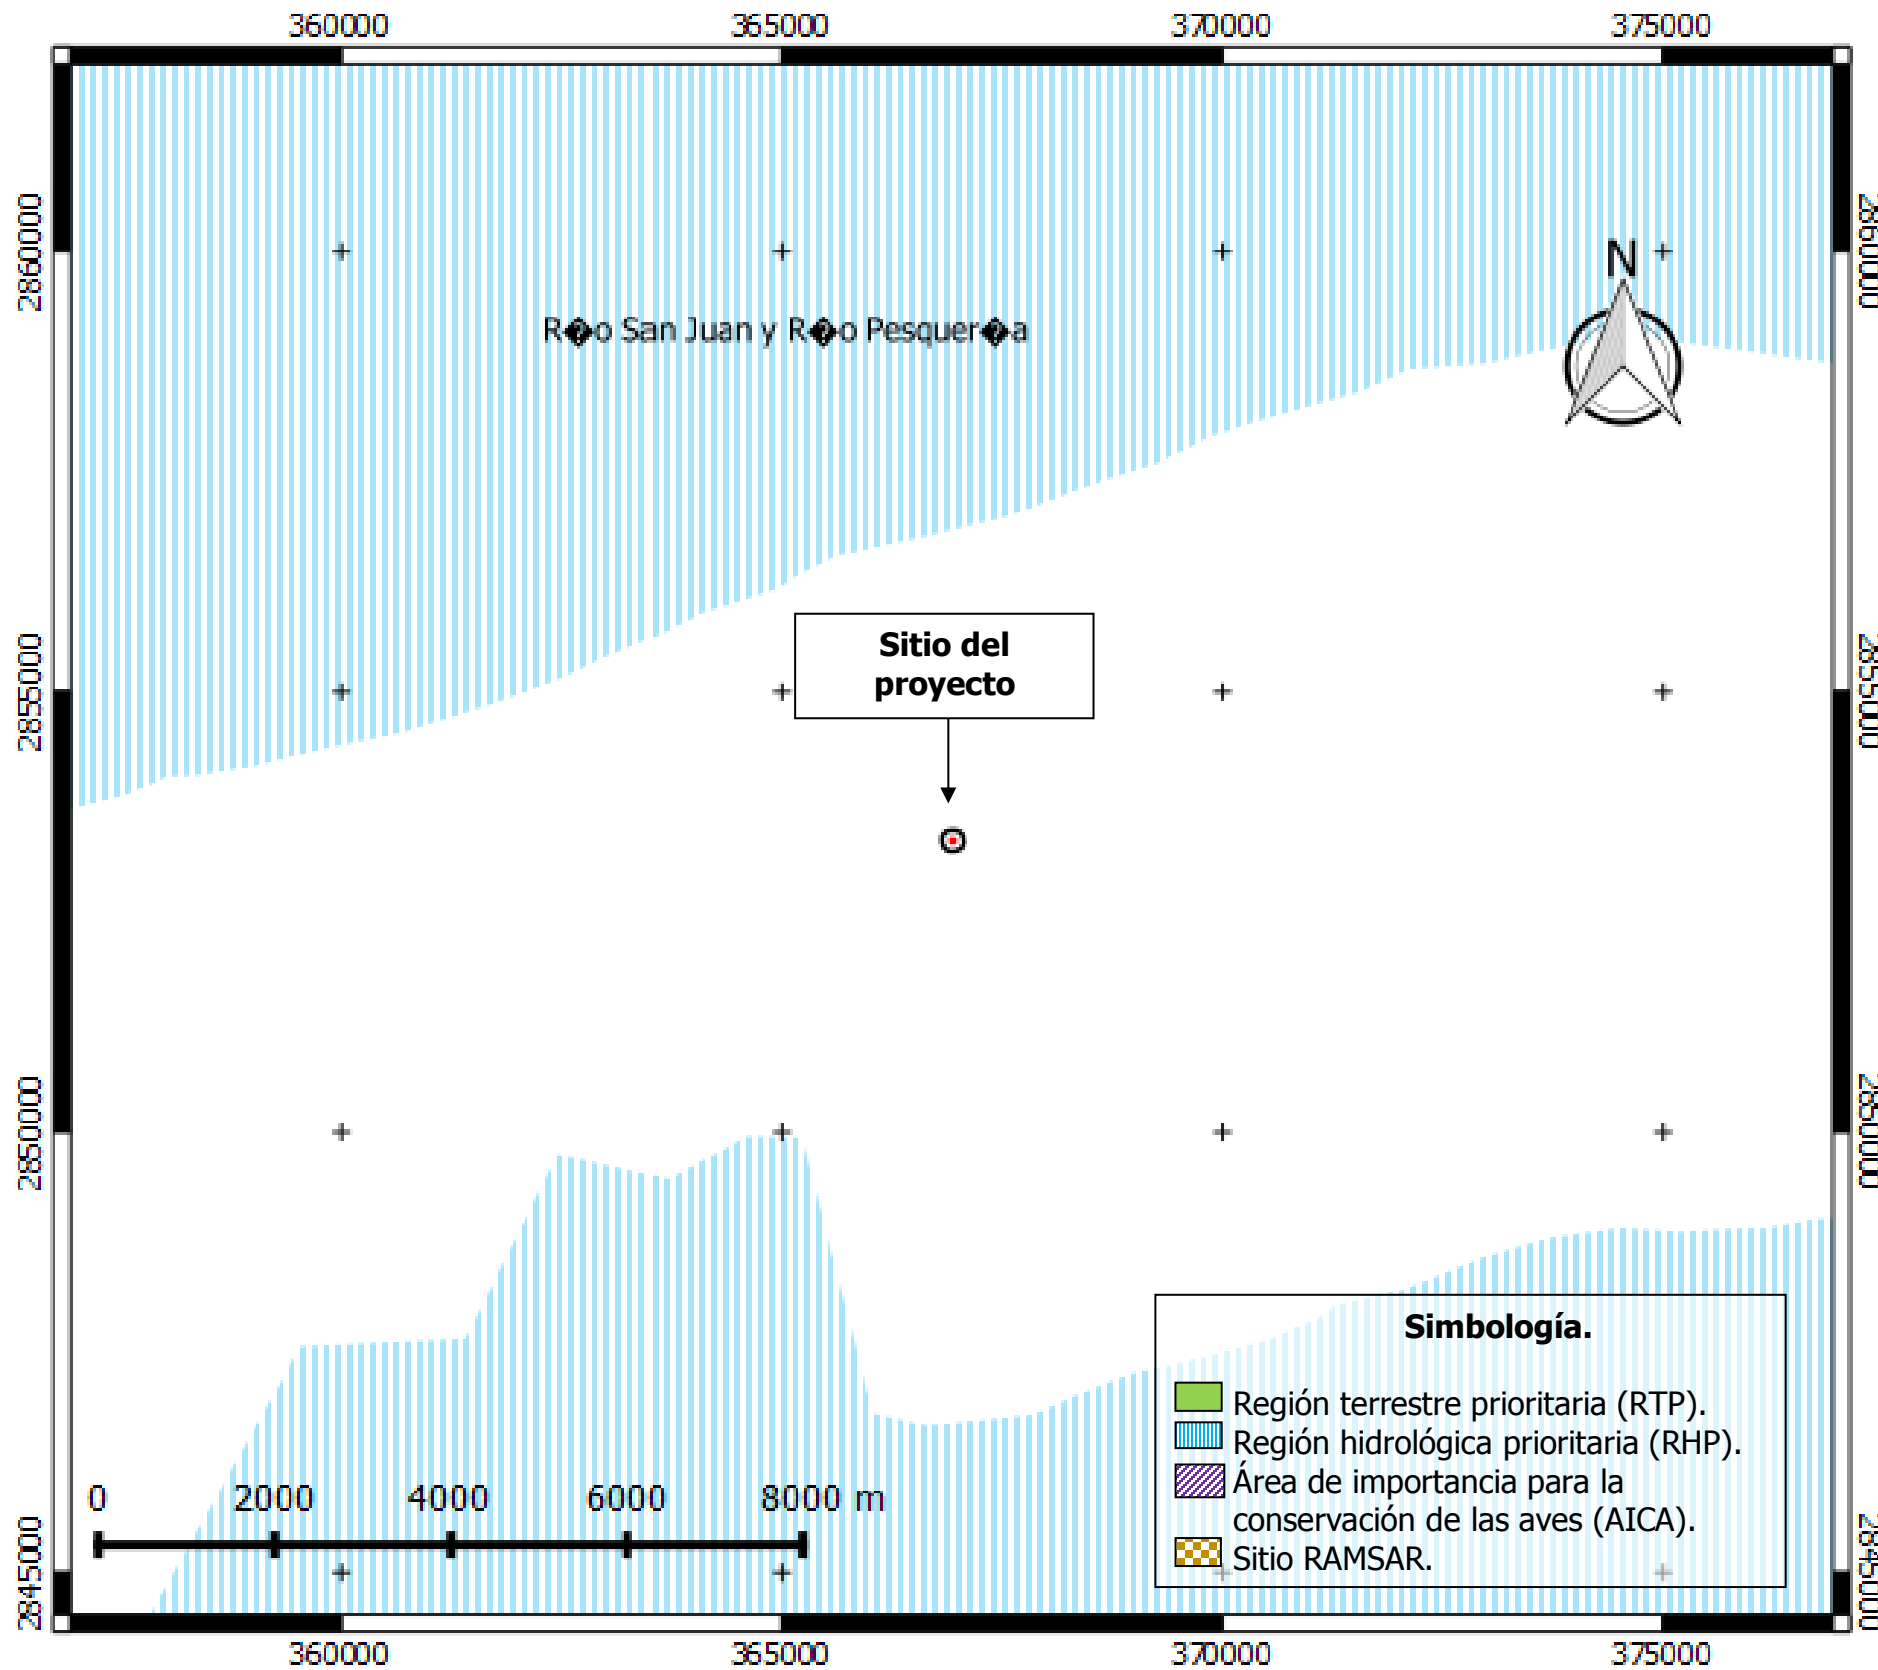 360000 365000 370000 375000
2860000
2860000
N
R�o San Juan y R�o Pesquer�a
2855000
2855000
Sitio del
proyecto
2850000
2850000
Simbología.
Región terrestre prioritaria (RTP).
Región hidrológica prioritaria (RHP).
Área de importancia para la
conservación de las aves (AICA).
Sitio RAMSAR.
0 2000 4000 6000 8000 m
2845000
2845000
360000 365000 370000 375000